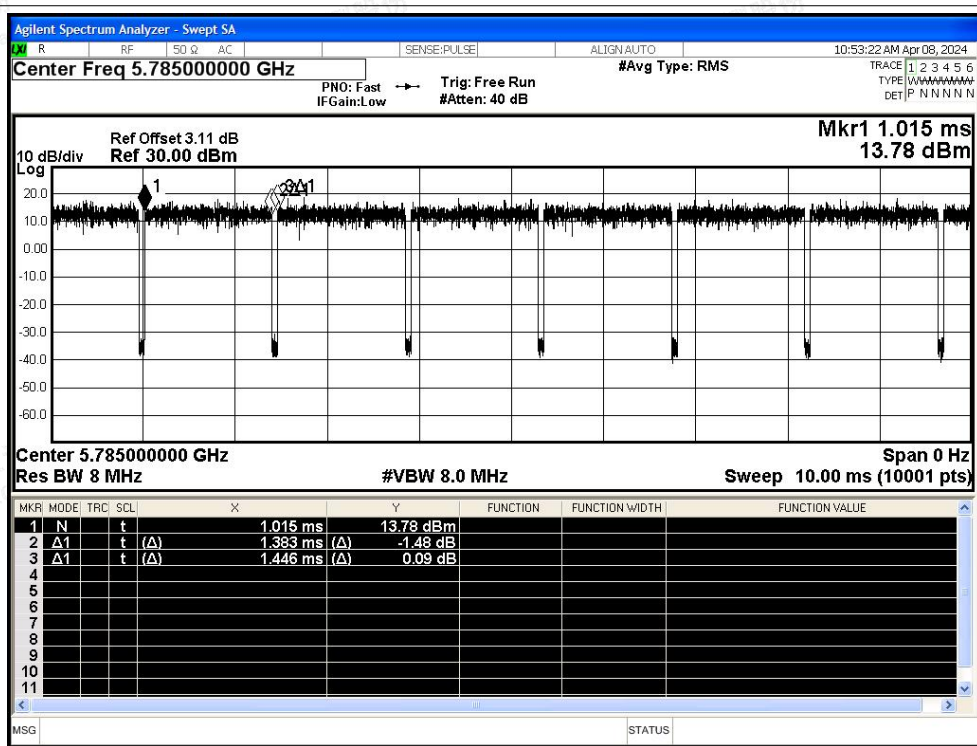 Agilent Spectrum Analyzer - Swept SA
LXI R RF 50 Ω AC SENSE:PULSE ALIGN AUTO 10:53:22 AM Apr 08, 2024
Center Freq 5.785000000 GHz #Avg Type: RMS TRACE 1 2 3 4 5 6
PNO: Fast Trig: Free Run TYPE
IFGain:Low #Atten: 40 dB DET P N N N N N
Mkr1 1.015 ms
Ref Offset 3.11 dB
10 dB/div Ref 30.00 dBm 13.78 dBm
Log
1 3Δ1
20.0
10.0
0.00
-10.0
-20.0
-30.0
-40.0
-50.0
-60.0
Center 5.785000000 GHz Span 0 Hz
Res BW 8 MHz #VBW 8.0 MHz Sweep 10.00 ms (10001 pts)
MKR MODE TRC SCL X Y FUNCTION FUNCTION WIDTH FUNCTION VALUE
1 N t 1.015 ms 13.78 dBm
2 Δ1 t (Δ) 1.383 ms (Δ) -1.48 dB
3 Δ1 t (Δ) 1.446 ms (Δ) 0.09 dB
4
5
6
7
8
9
10
11
MSG STATUS